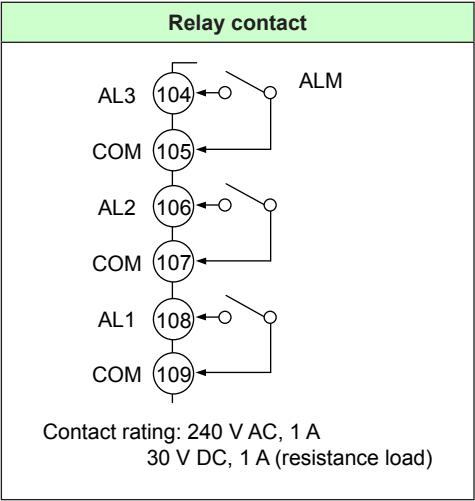 Relay contact
ALM
AL3 104
COM 105
AL2 106
COM 107
AL1 108
COM 109
Contact rating: 240 V AC, 1 A
30 V DC, 1 A (resistance load)